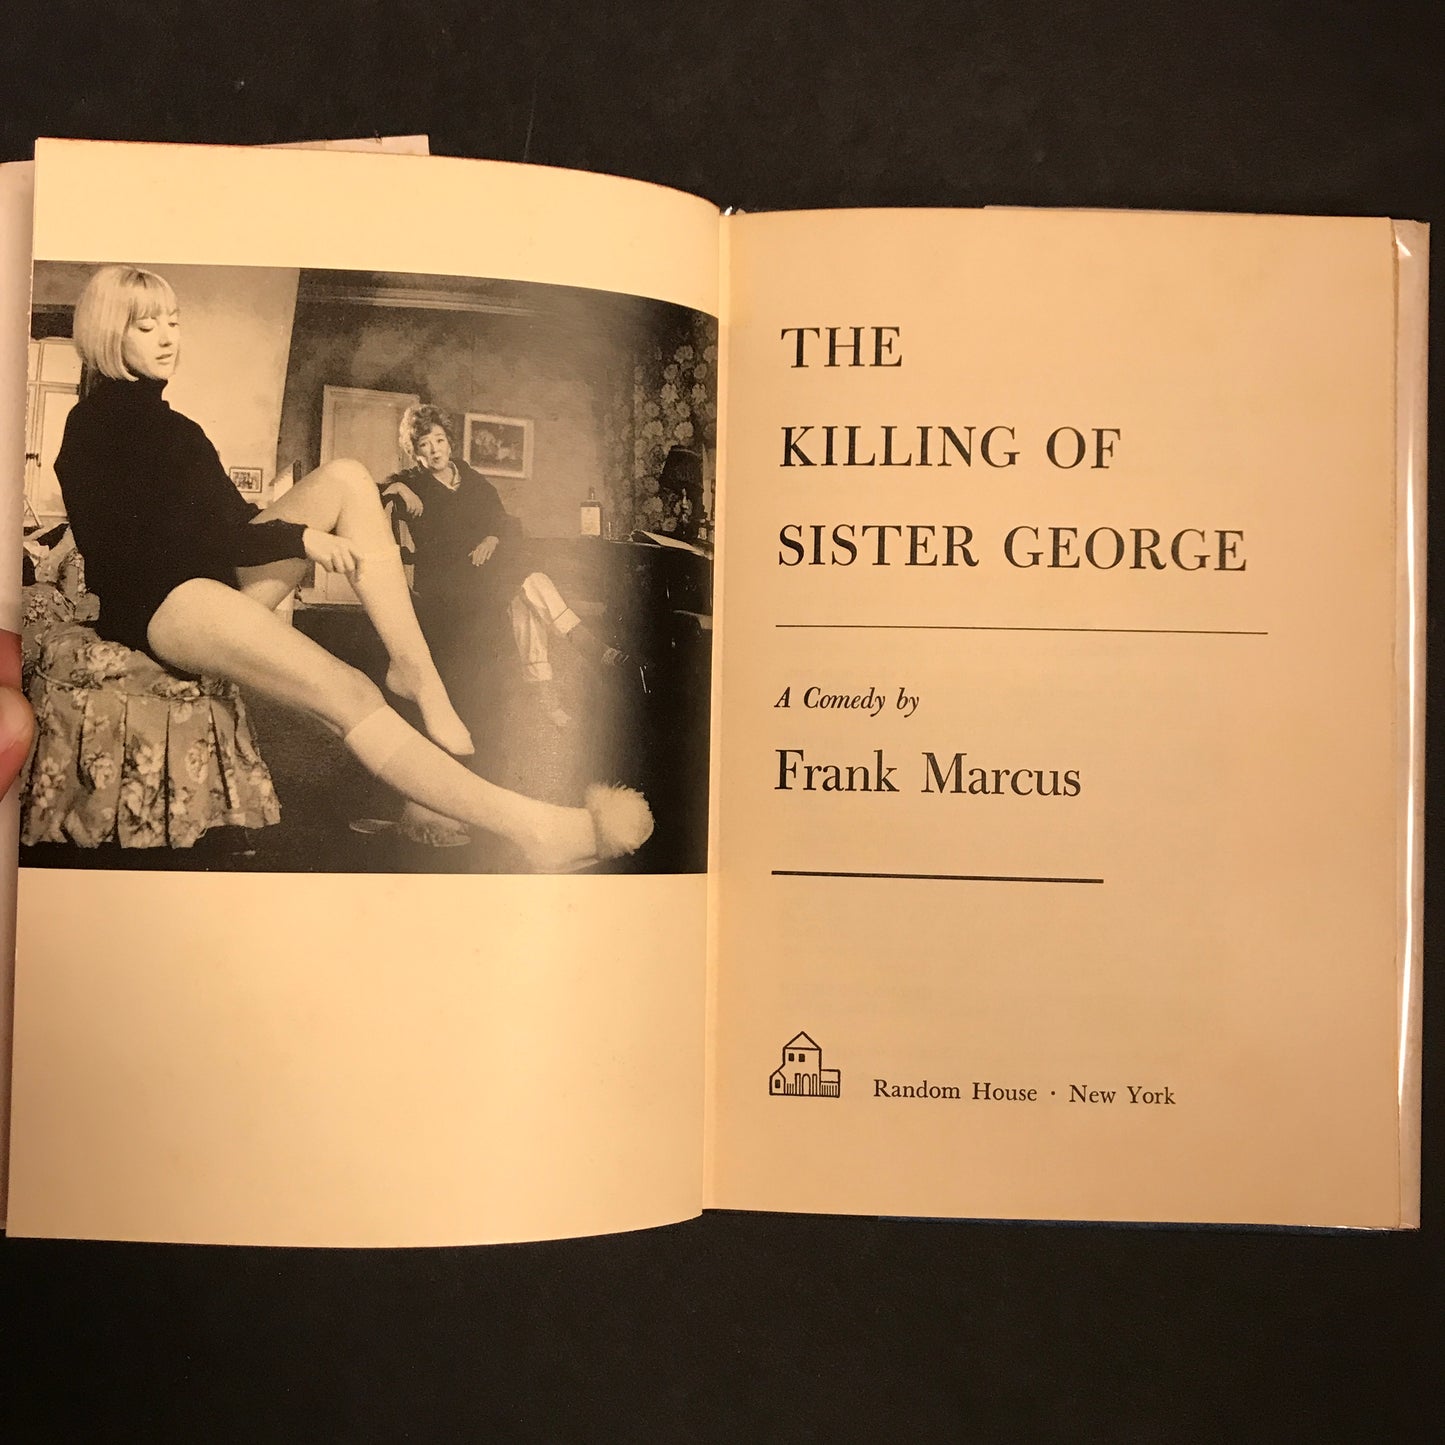 THE
KILLING OF
SISTER GEORGE
A Comedy by
Frank Marcus
Random House · New York